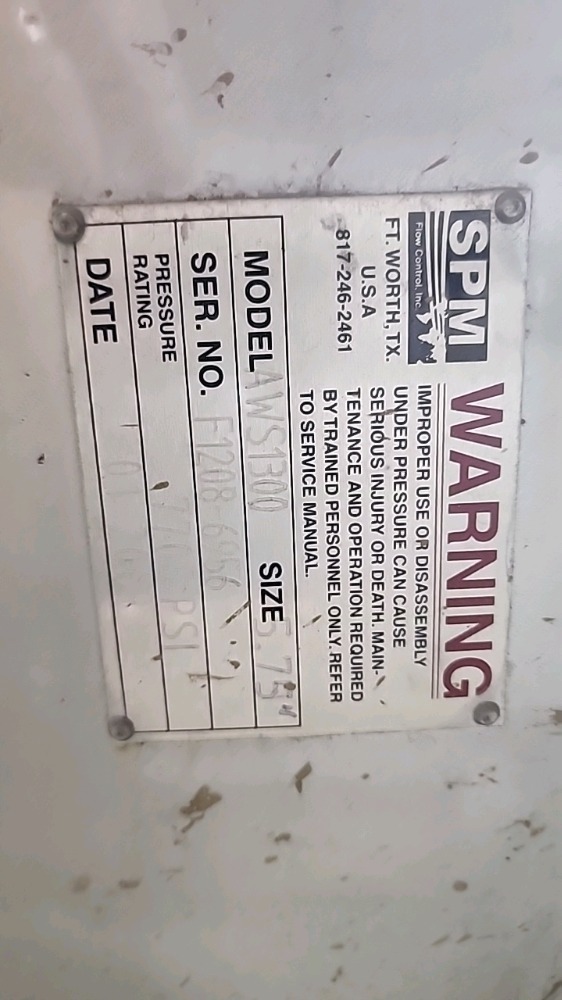 SPM
Flow Control, Inc.
FT. WORTH, TX.
U.S.A
817-246-2461
WARNING
IMPROPER USE OR DISASSEMBLY
UNDER PRESSURE CAN CAUSE
SERIOUS INJURY OR DEATH. MAIN-
TENANCE AND OPERATION REQUIRED
BY TRAINED PERSONNEL ONLY. REFER
TO SERVICE MANUAL.
MODEL AWS1300 SIZE 5.75"
SER. NO.
PRESSURE
RATING PSI
DATE